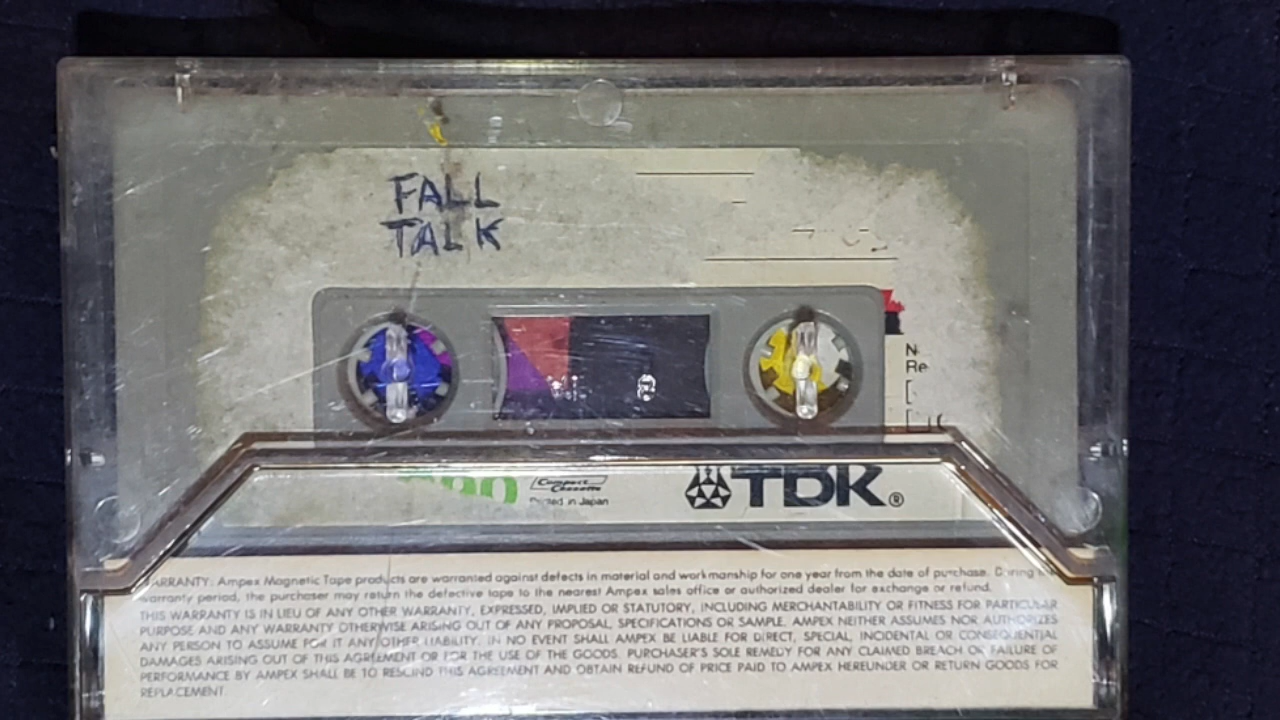 FALL
TALK
Re
Compact
Cassette
Printed in Japan
TDK®
WARRANTY: Ampex Magnetic Tape products are warranted against defects in material and workmanship for one year from the date of purchase. During the
warranty period, the purchaser may return the defective tape to the nearest Ampex sales office or authorized dealer for exchange or refund.
THIS WARRANTY IS IN LIEU OF ANY OTHER WARRANTY, EXPRESSED, IMPLIED OR STATUTORY, INCLUDING MERCHANTABILITY OR FITNESS FOR PARTICULAR
PURPOSE AND ANY WARRANTY OTHERWISE ARISING OUT OF ANY PROPOSAL, SPECIFICATIONS OR SAMPLE. AMPEX NEITHER ASSUMES NOR AUTHORIZES
ANY PERSON TO ASSUME FOR IT ANY OTHER LIABILITY. IN NO EVENT SHALL AMPEX BE LIABLE FOR DIRECT, SPECIAL, INCIDENTAL OR CONSEQUENTIAL
DAMAGES ARISING OUT OF THIS AGREEMENT OR FOR THE USE OF THE GOODS. PURCHASER'S SOLE REMEDY FOR ANY CLAIMED BREACH OR FAILURE OF
PERFORMANCE BY AMPEX SHALL BE TO RESCIND THIS AGREEMENT AND OBTAIN REFUND OF PRICE PAID TO AMPEX HEREUNDER OR RETURN GOODS FOR
REPLACEMENT.